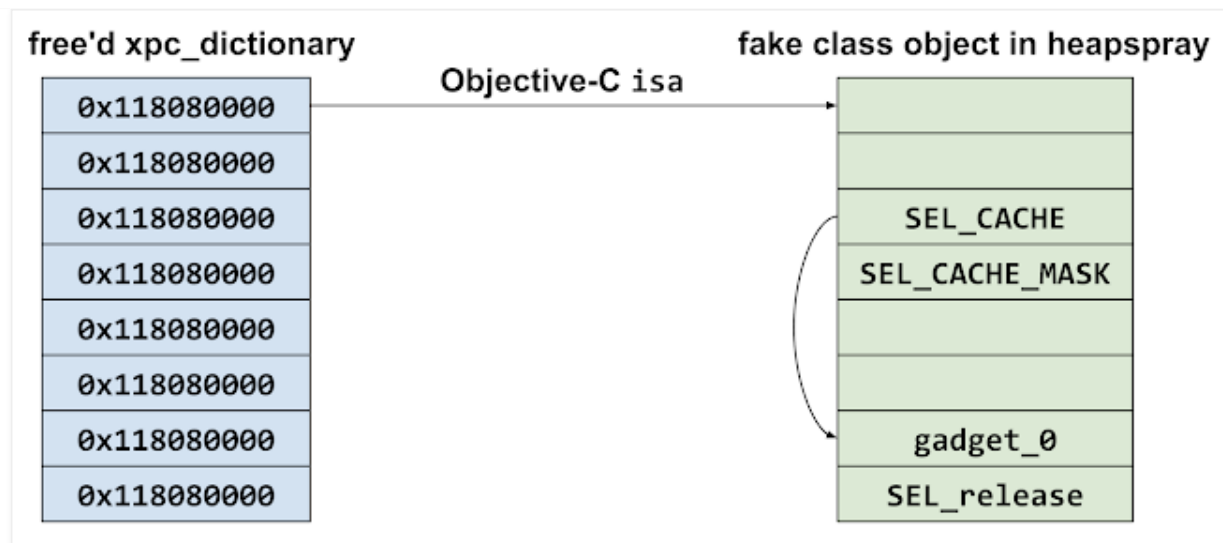 free'd xpc_dictionary
fake class object in heapspray
Objective-C isa
0x118080000
0x118080000
0x118080000
SEL_CACHE
0x118080000
SEL_CACHE_MASK
0x118080000
0x118080000
0x118080000
gadget_0
0x118080000
SEL_release